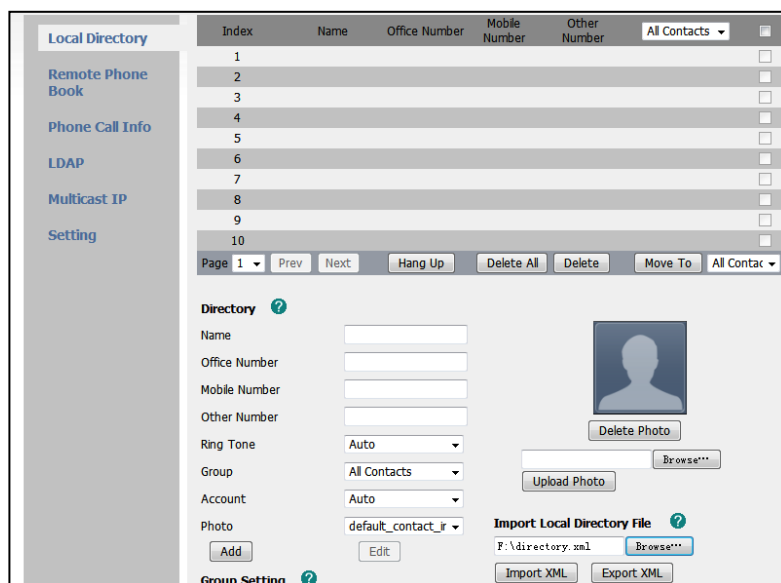 Local Directory
Remote Phone
Book
Phone Call Info
LDAP
Multicast IP
Setting
Index Name Office Number Mobile Number Other Number All Contacts
1
2
3
4
5
6
7
8
9
10
Page 1 Prev Next Hang Up Delete All Delete Move To All Contac
Directory ?
Name
Office Number
Mobile Number
Other Number
Ring Tone Auto
Group All Contacts
Account Auto
Photo default_contact_ir
Add Edit
Delete Photo
Browse...
Upload Photo
Import Local Directory File ?
F:\directory.xml Browse...
Import XML Export XML
Group Setting ?